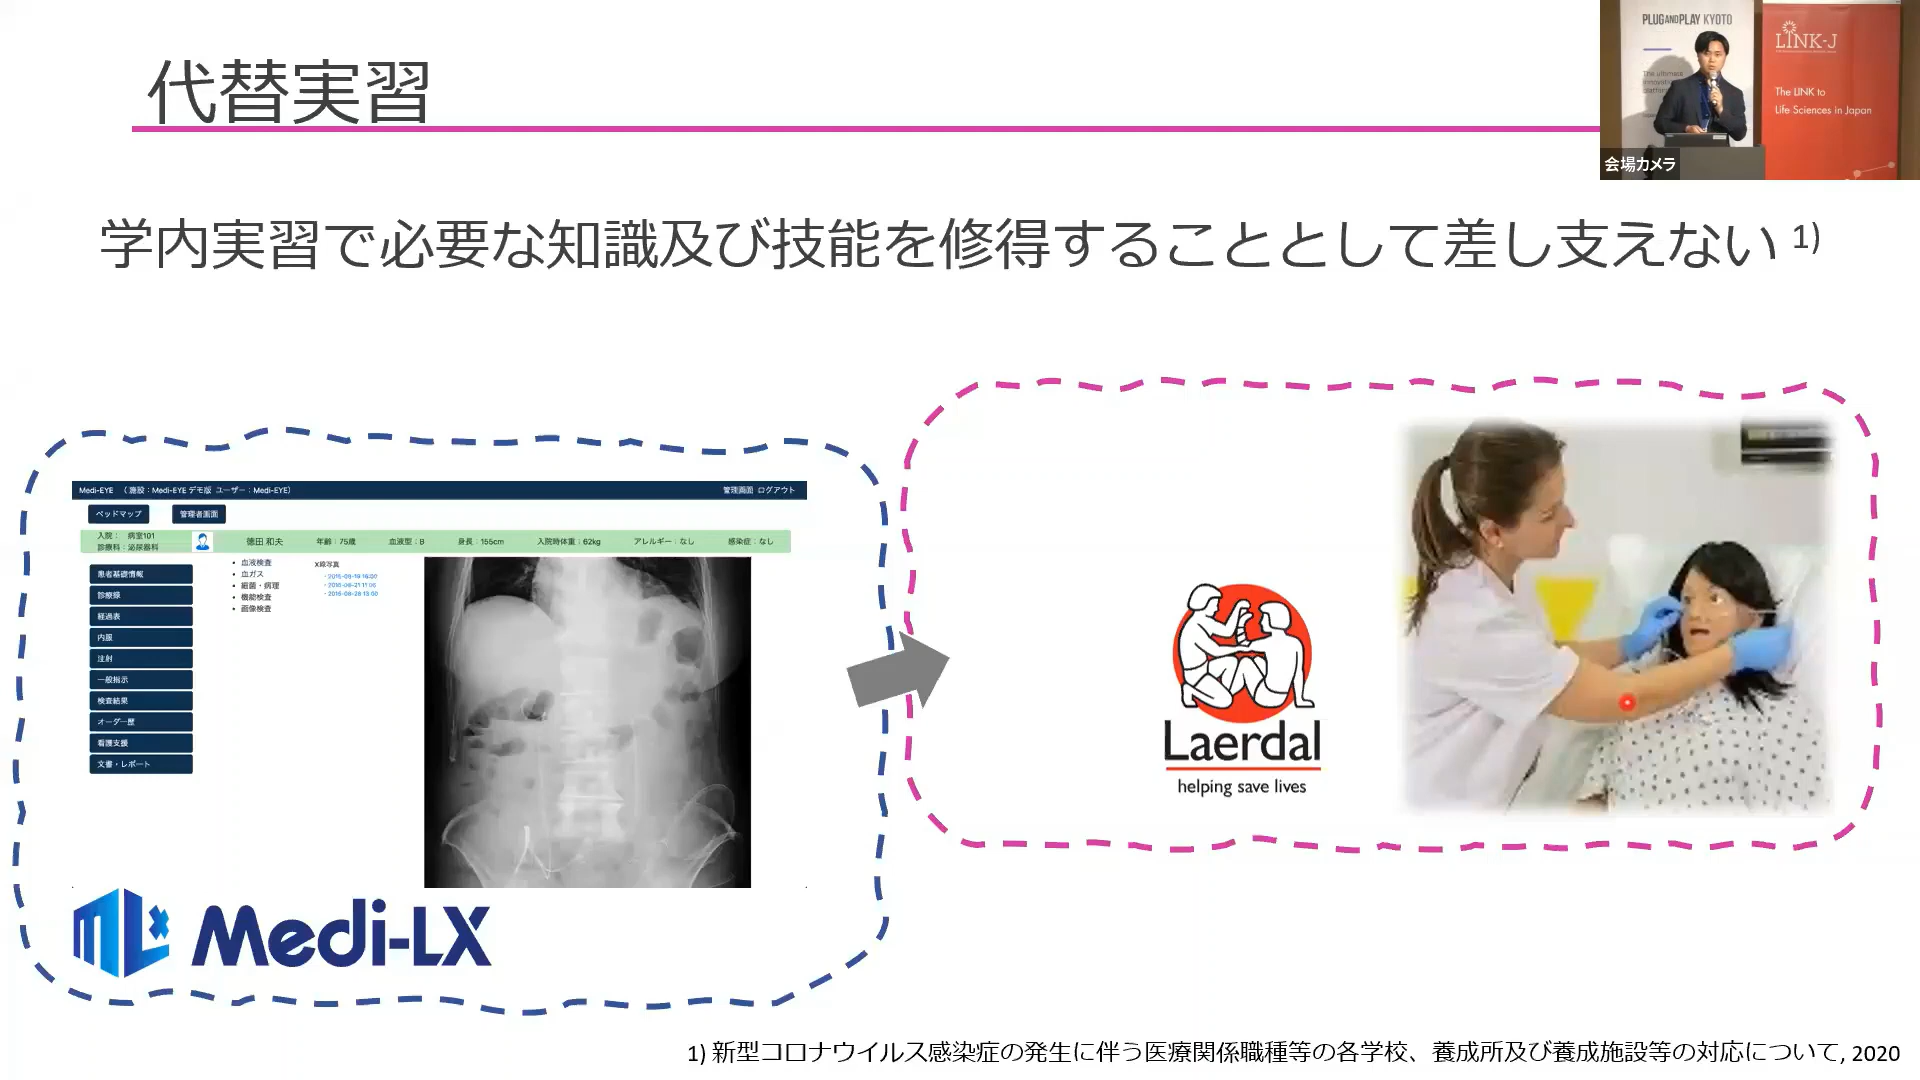 代替実習
PLUGANDPLAY KYOTO
The ultimate
innovation
platform
LINK-J
The LINK to
Life Sciences in Japan
会場カメラ
学内実習で必要な知識及び技能を修得することとして差し支えない 1)
Medi-EYE (施設:Medi-EYE デモ版 ユーザー:Medi-EYE)
管理画面 ログアウト
ベッドマップ
管理者画面
入院: 病室101
診療科:泌尿器科
徳田 和夫 年齢:75歳 血液型:B 身長:155cm 入院時体重:62kg アレルギー:なし 感染症:なし
患者基礎情報
診療録
経過表
内服
注射
一般指示
検査結果
オーダー歴
看護支援
文書・レポート
• 血液検査
• 血ガス
• 細菌・病理
• 機能検査
• 画像検査
X線写真
Medi-LX
Laerdal
helping save lives
1) 新型コロナウイルス感染症の発生に伴う医療関係職種等の各学校、養成所及び養成施設等の対応について, 2020